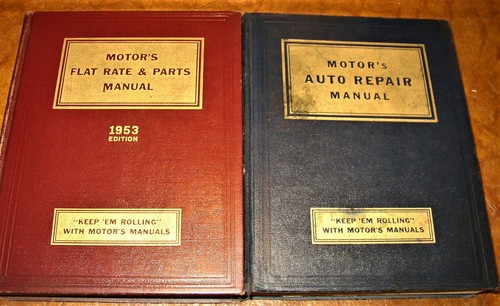 MOTOR'S
FLAT RATE & PARTS
MANUAL
1953
EDITION
"KEEP 'EM ROLLING"
WITH MOTOR'S MANUALS
MOTOR'S
AUTO REPAIR
MANUAL
"KEEP 'EM ROLLING"
WITH MOTOR'S MANUALS